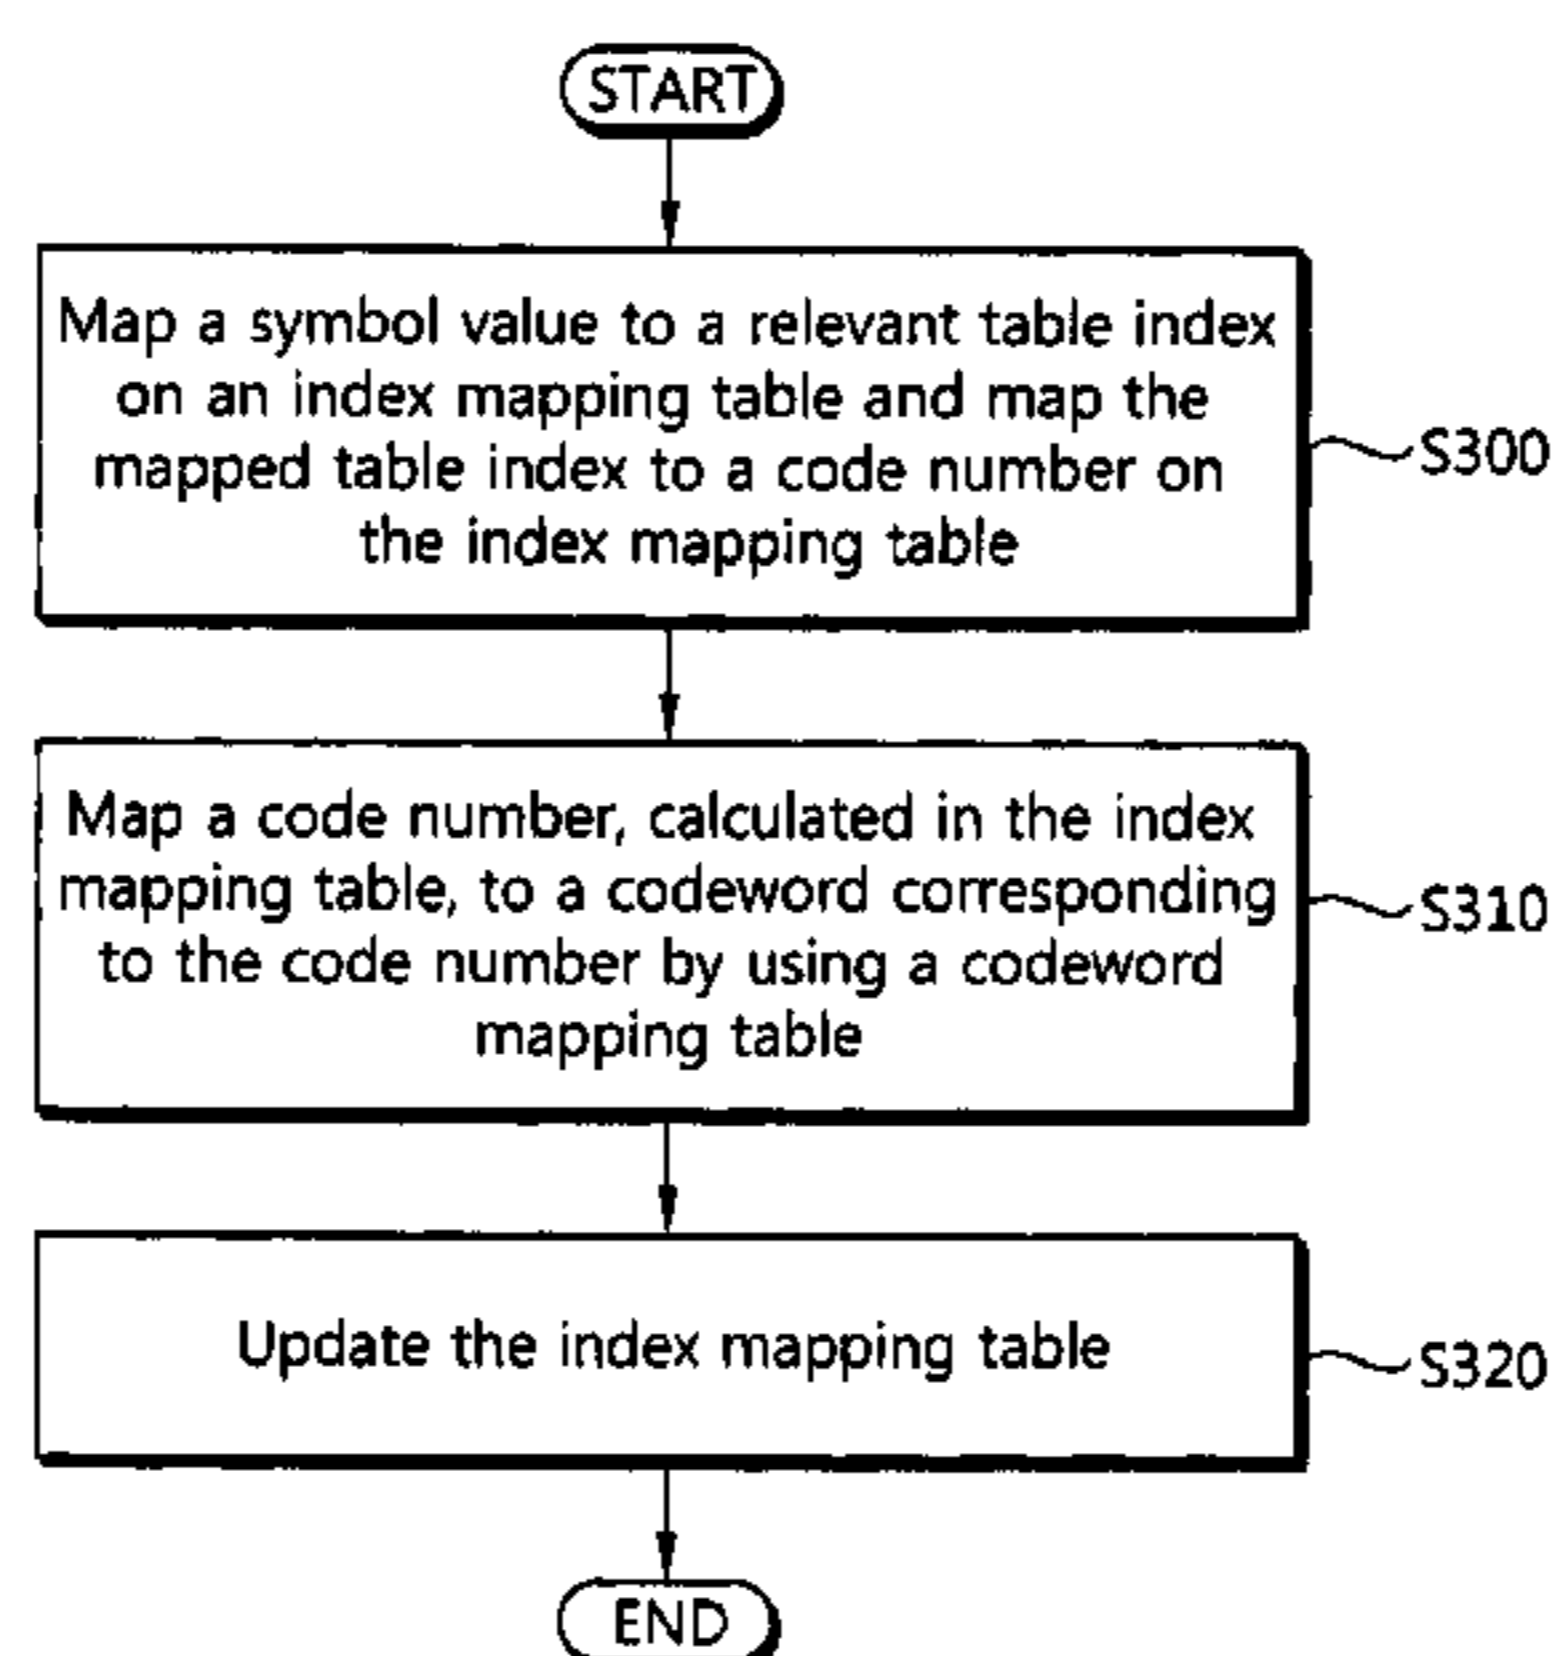 START
Map a symbol value to a relevant table index
on an index mapping table and map the
mapped table index to a code number on
the index mapping table
S300
Map a code number, calculated in the index
mapping table, to a codeword corresponding
to the code number by using a codeword
mapping table
S310
Update the index mapping table
S320
END